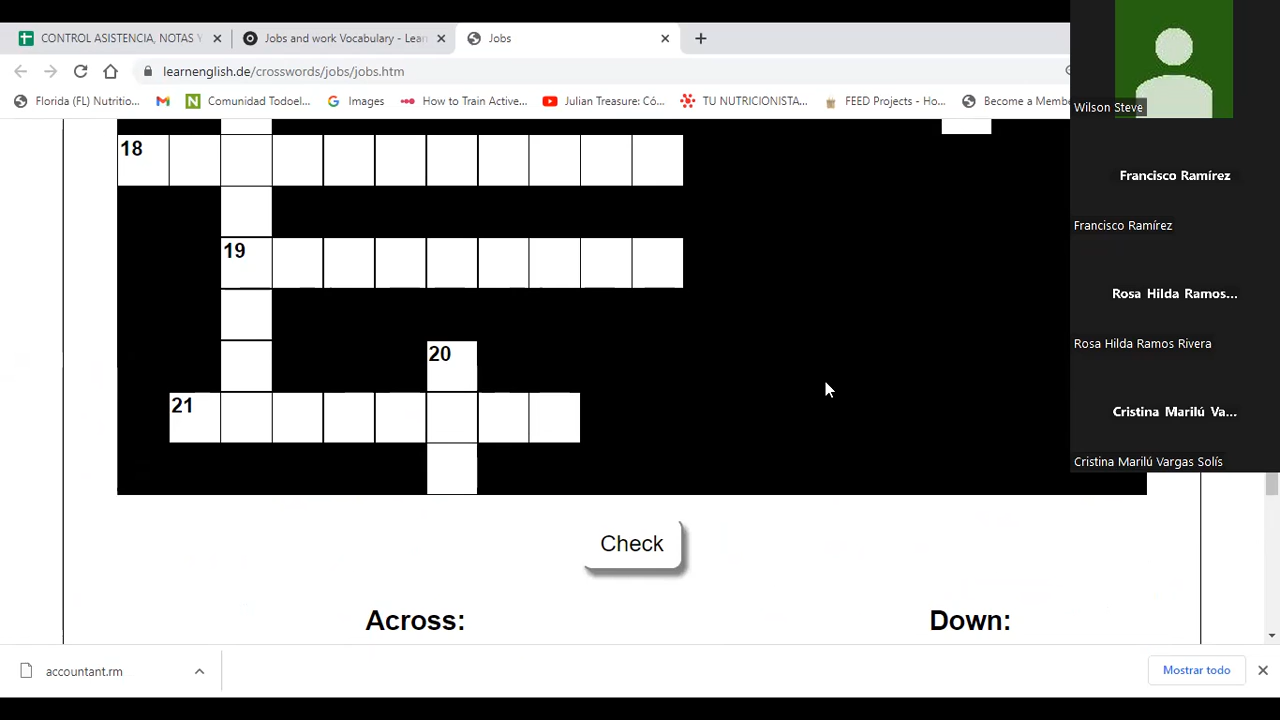 CONTROL ASISTENCIA, NOTAS Y
Jobs and work Vocabulary - Learn
Jobs
learnenglish.de/crosswords/jobs/jobs.htm
Florida (FL) Nutritio...
Comunidad Todoel...
Images
How to Train Active...
Julian Treasure: Có...
TU NUTRICIONISTA...
FEED Projects - Ho...
Become a Membe
Wilson Steve
Francisco Ramírez
Francisco Ramírez
Rosa Hilda Ramos...
Rosa Hilda Ramos Rivera
Cristina Marilú Va...
Cristina Marilú Vargas Solís
18
19
20
21
Check
Across:
Down:
accountant.rm
Mostrar todo